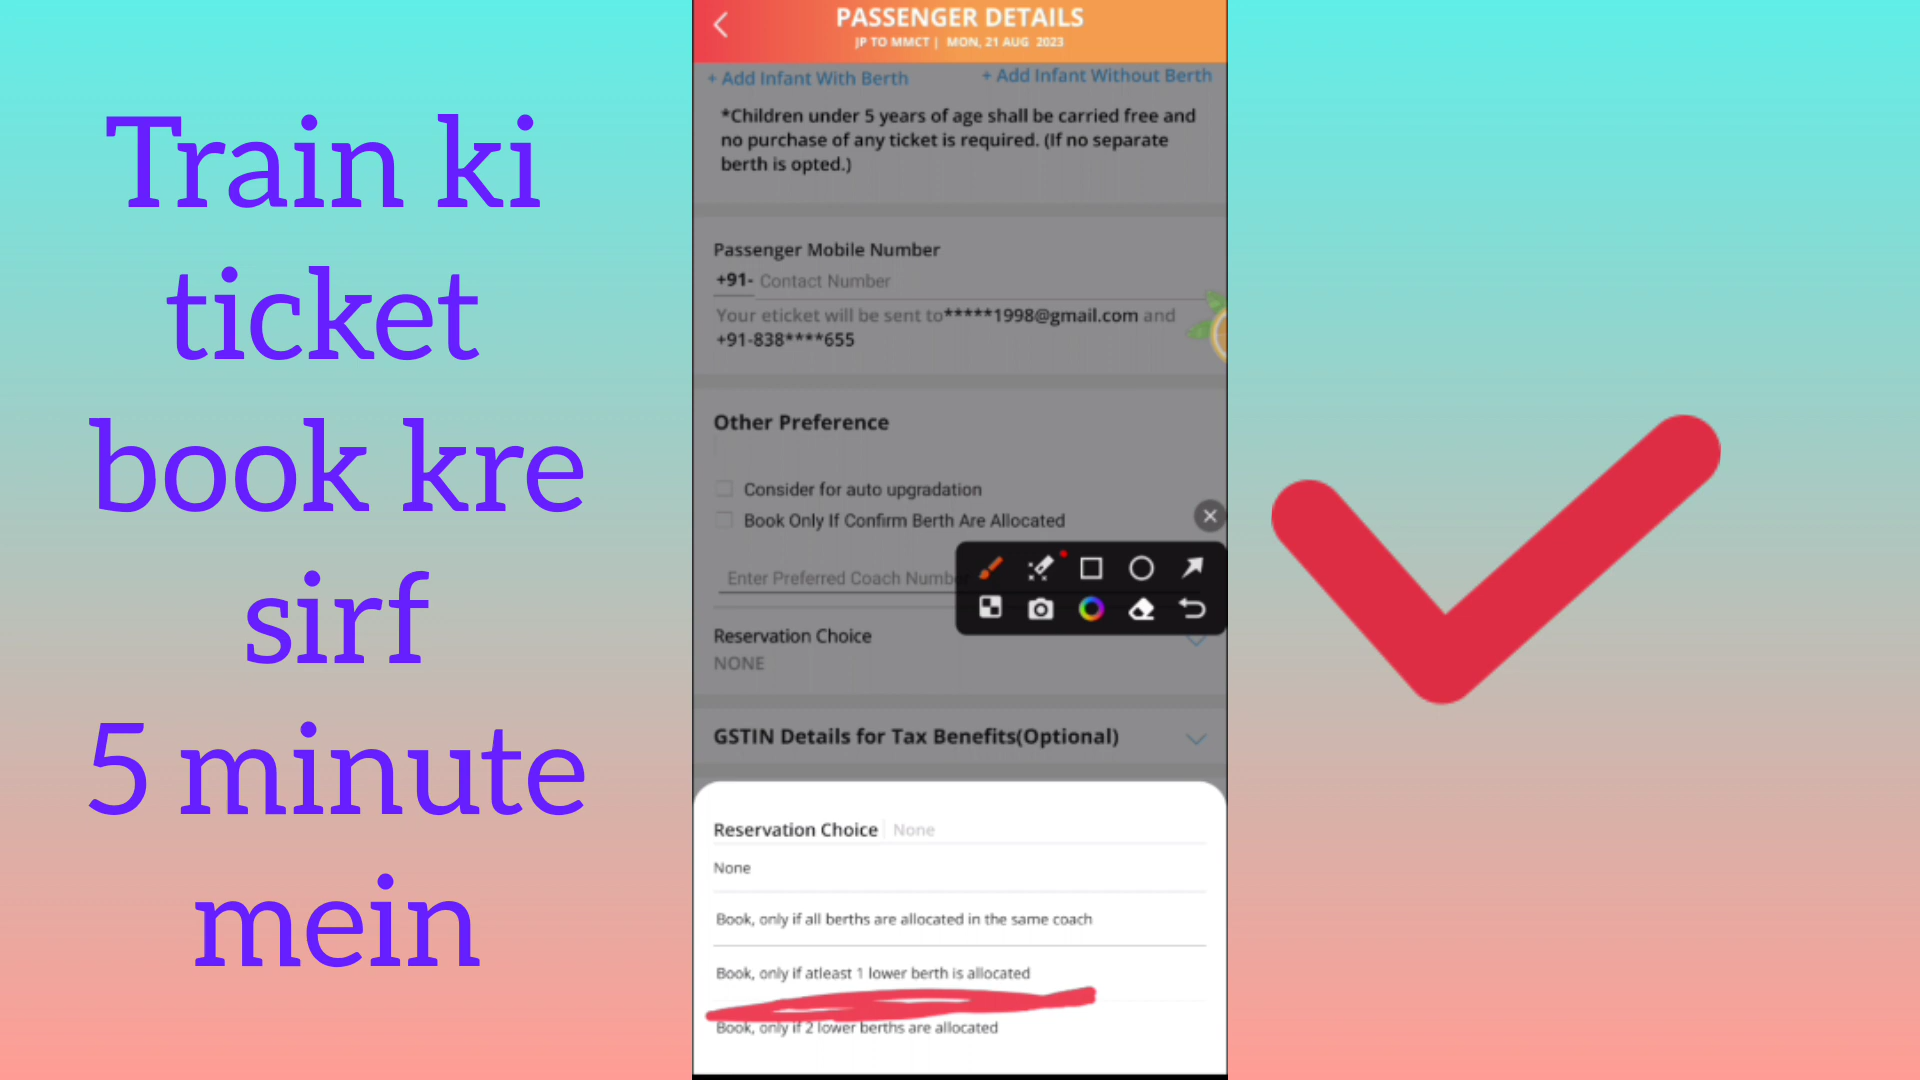 Train ki
ticket
book kre
sirf
5 minute
mein
PASSENGER DETAILS
JP TO MMCT | MON, 21 AUG 2023
+ Add Infant With Berth
+ Add Infant Without Berth
*Children under 5 years of age shall be carried free and
no purchase of any ticket is required. (If no separate
berth is opted.)
Passenger Mobile Number
+91- Contact Number
Your eticket will be sent to*****1998@gmail.com and
+91-838****655
Other Preference
Consider for auto upgradation
Book Only If Confirm Berth Are Allocated
Enter Preferred Coach Numb
Reservation Choice
NONE
GSTIN Details for Tax Benefits(Optional)
Reservation Choice None
None
Book, only if all berths are allocated in the same coach
Book, only if atleast 1 lower berth is allocated
Book, only if 2 lower berths are allocated